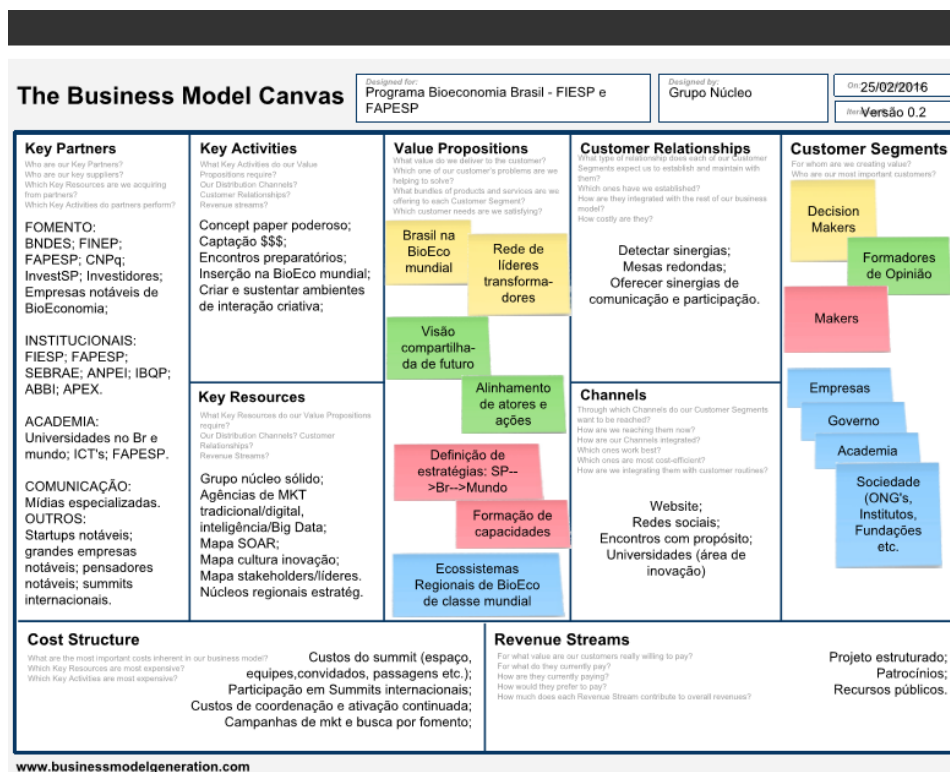 The Business Model Canvas
Designed for:
Programa Bioeconomia Brasil - FIESP e
FAPESP
Designed by:
Grupo Núcleo
On:
25/02/2016
Versão 0.2
Key Partners
Who are our Key Partners?
Who are our key suppliers?
Which Key Resources are we acquiring
from partners?
Which Key Activities do partners perform?
FOMENTO:
BNDES; FINEP;
FAPESP; CNPq;
InvestSP; Investidores;
Empresas notáveis de
BioEconomia;
INSTITUCIONAIS:
FIESP; FAPESP;
SEBRAE; ANPEI; IBQP;
ABBI; APEX.
ACADEMIA:
Universidades no Br e
mundo; ICT's; FAPESP.
COMUNICAÇÃO:
Mídias especializadas.
OUTROS:
Startups notáveis;
grandes empresas
notáveis; pensadores
notáveis; summits
internacionais.
Key Activities
What Key Activities do our Value
Propositions require?
Our Distribution Channels?
Customer Relationships?
Revenue streams?
Concept paper poderoso;
Captação $$$;
Encontros preparatórios;
Inserção na BioEco mundial;
Criar e sustentar ambientes
de interação criativa;
Key Resources
What Key Resources do our Value Propositions
require?
Our Distribution Channels? Customer
Relationships?
Revenue Streams?
Grupo núcleo sólido;
Agências de MKT
tradicional/digital,
inteligência/Big Data;
Mapa SOAR;
Mapa cultura inovação;
Mapa stakeholders/líderes.
Núcleos regionais estratég.
Value Propositions
What value do we deliver to the customer?
Which one of our customer's problems are we
helping to solve?
What bundles of products and services are we
offering to each Customer Segment?
Which customer needs are we satisfying?
Brasil na
BioEco
mundial
Rede de
líderes
transforma-
dores
Visão
compartilha-
da de futuro
Alinhamento
de atores e
ações
Definição de
estratégias: SP--
>Br-->Mundo
Formação de
capacidades
Ecossistemas
Regionais de BioEco
de classe mundial
Customer Relationships
What type of relationship does each of our Customer
Segments expect us to establish and maintain with
them?
Which ones have we established?
How are they integrated with the rest of our business
model?
How costly are they?
Detectar sinergias;
Mesas redondas;
Oferecer sinergias de
comunicação e participação.
Channels
Through which Channels do our Customer Segments
want to be reached?
How are we reaching them now?
How are our Channels integrated?
Which ones work best?
Which ones are most cost-efficient?
How are we integrating them with customer routines?
Website;
Redes sociais;
Encontros com propósito;
Universidades (área de
inovação)
Customer Segments
For whom are we creating value?
Who are our most important customers?
Decision
Makers
Formadores
de Opinião
Makers
Empresas
Governo
Academia
Sociedade
(ONG's,
Institutos,
Fundações
etc.
Cost Structure
What are the most important costs inherent in our business model?
Which Key Resources are most expensive?
Which Key Activities are most expensive?
Custos do summit (espaço,
equipes,convidados, passagens etc.);
Participação em Summits internacionais;
Custos de coordenação e ativação continuada;
Campanhas de mkt e busca por fomento;
Revenue Streams
For what value are our customers really willing to pay?
For what do they currently pay?
How are they currently paying?
How would they prefer to pay?
How much does each Revenue Stream contribute to overall revenues?
Projeto estruturado;
Patrocínios;
Recursos públicos.
www.businessmodelgeneration.com